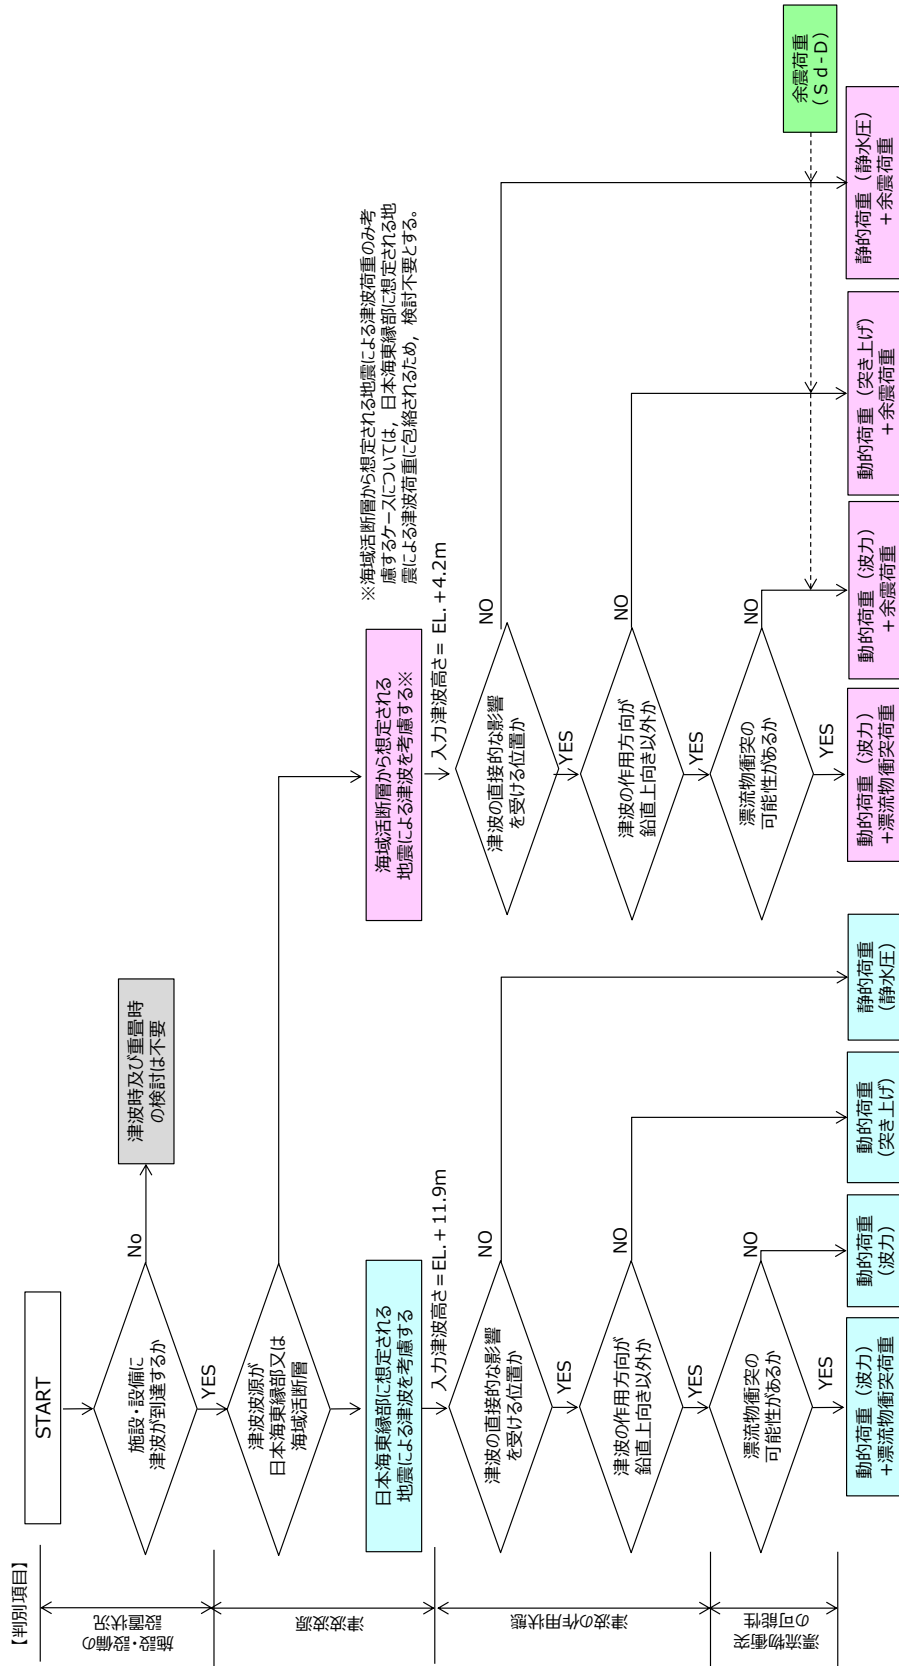 【判別項目】
施設・設備の
設置状況
津波波源
津波の作用状態
漂流物衝突
の可能性
START
施設・設備に
津波が到達するか
No
津波時及び重畳時
の検討は不要
YES
津波波源が
日本海東縁部又は
海域活断層
日本海東縁部に想定される
地震による津波を考慮する
入力津波高さ＝EL.＋11.9m
津波の直接的な影響
を受ける位置か
NO
YES
津波の作用方向が
鉛直上向き以外か
NO
YES
漂流物衝突の
可能性があるか
NO
YES
動的荷重（波力）
＋漂流物衝突荷重
動的荷重
（波力）
動的荷重
（突き上げ）
静的荷重
（静水圧）
海域活断層から想定される
地震による津波を考慮する※
※海域活断層から想定される地震による津波荷重のみ考
慮するケースについては，日本海東縁部に想定される地
震による津波荷重に包絡されるため，検討不要とする。
入力津波高さ＝ EL.＋4.2m
津波の直接的な影響
を受ける位置か
NO
YES
津波の作用方向が
鉛直上向き以外か
NO
YES
漂流物衝突の
可能性があるか
NO
YES
余震荷重
（Ｓｄ-Ｄ）
動的荷重（波力）
＋漂流物衝突荷重
動的荷重（波力）
＋余震荷重
動的荷重（突き上げ）
＋余震荷重
静的荷重（静水圧）
＋余震荷重